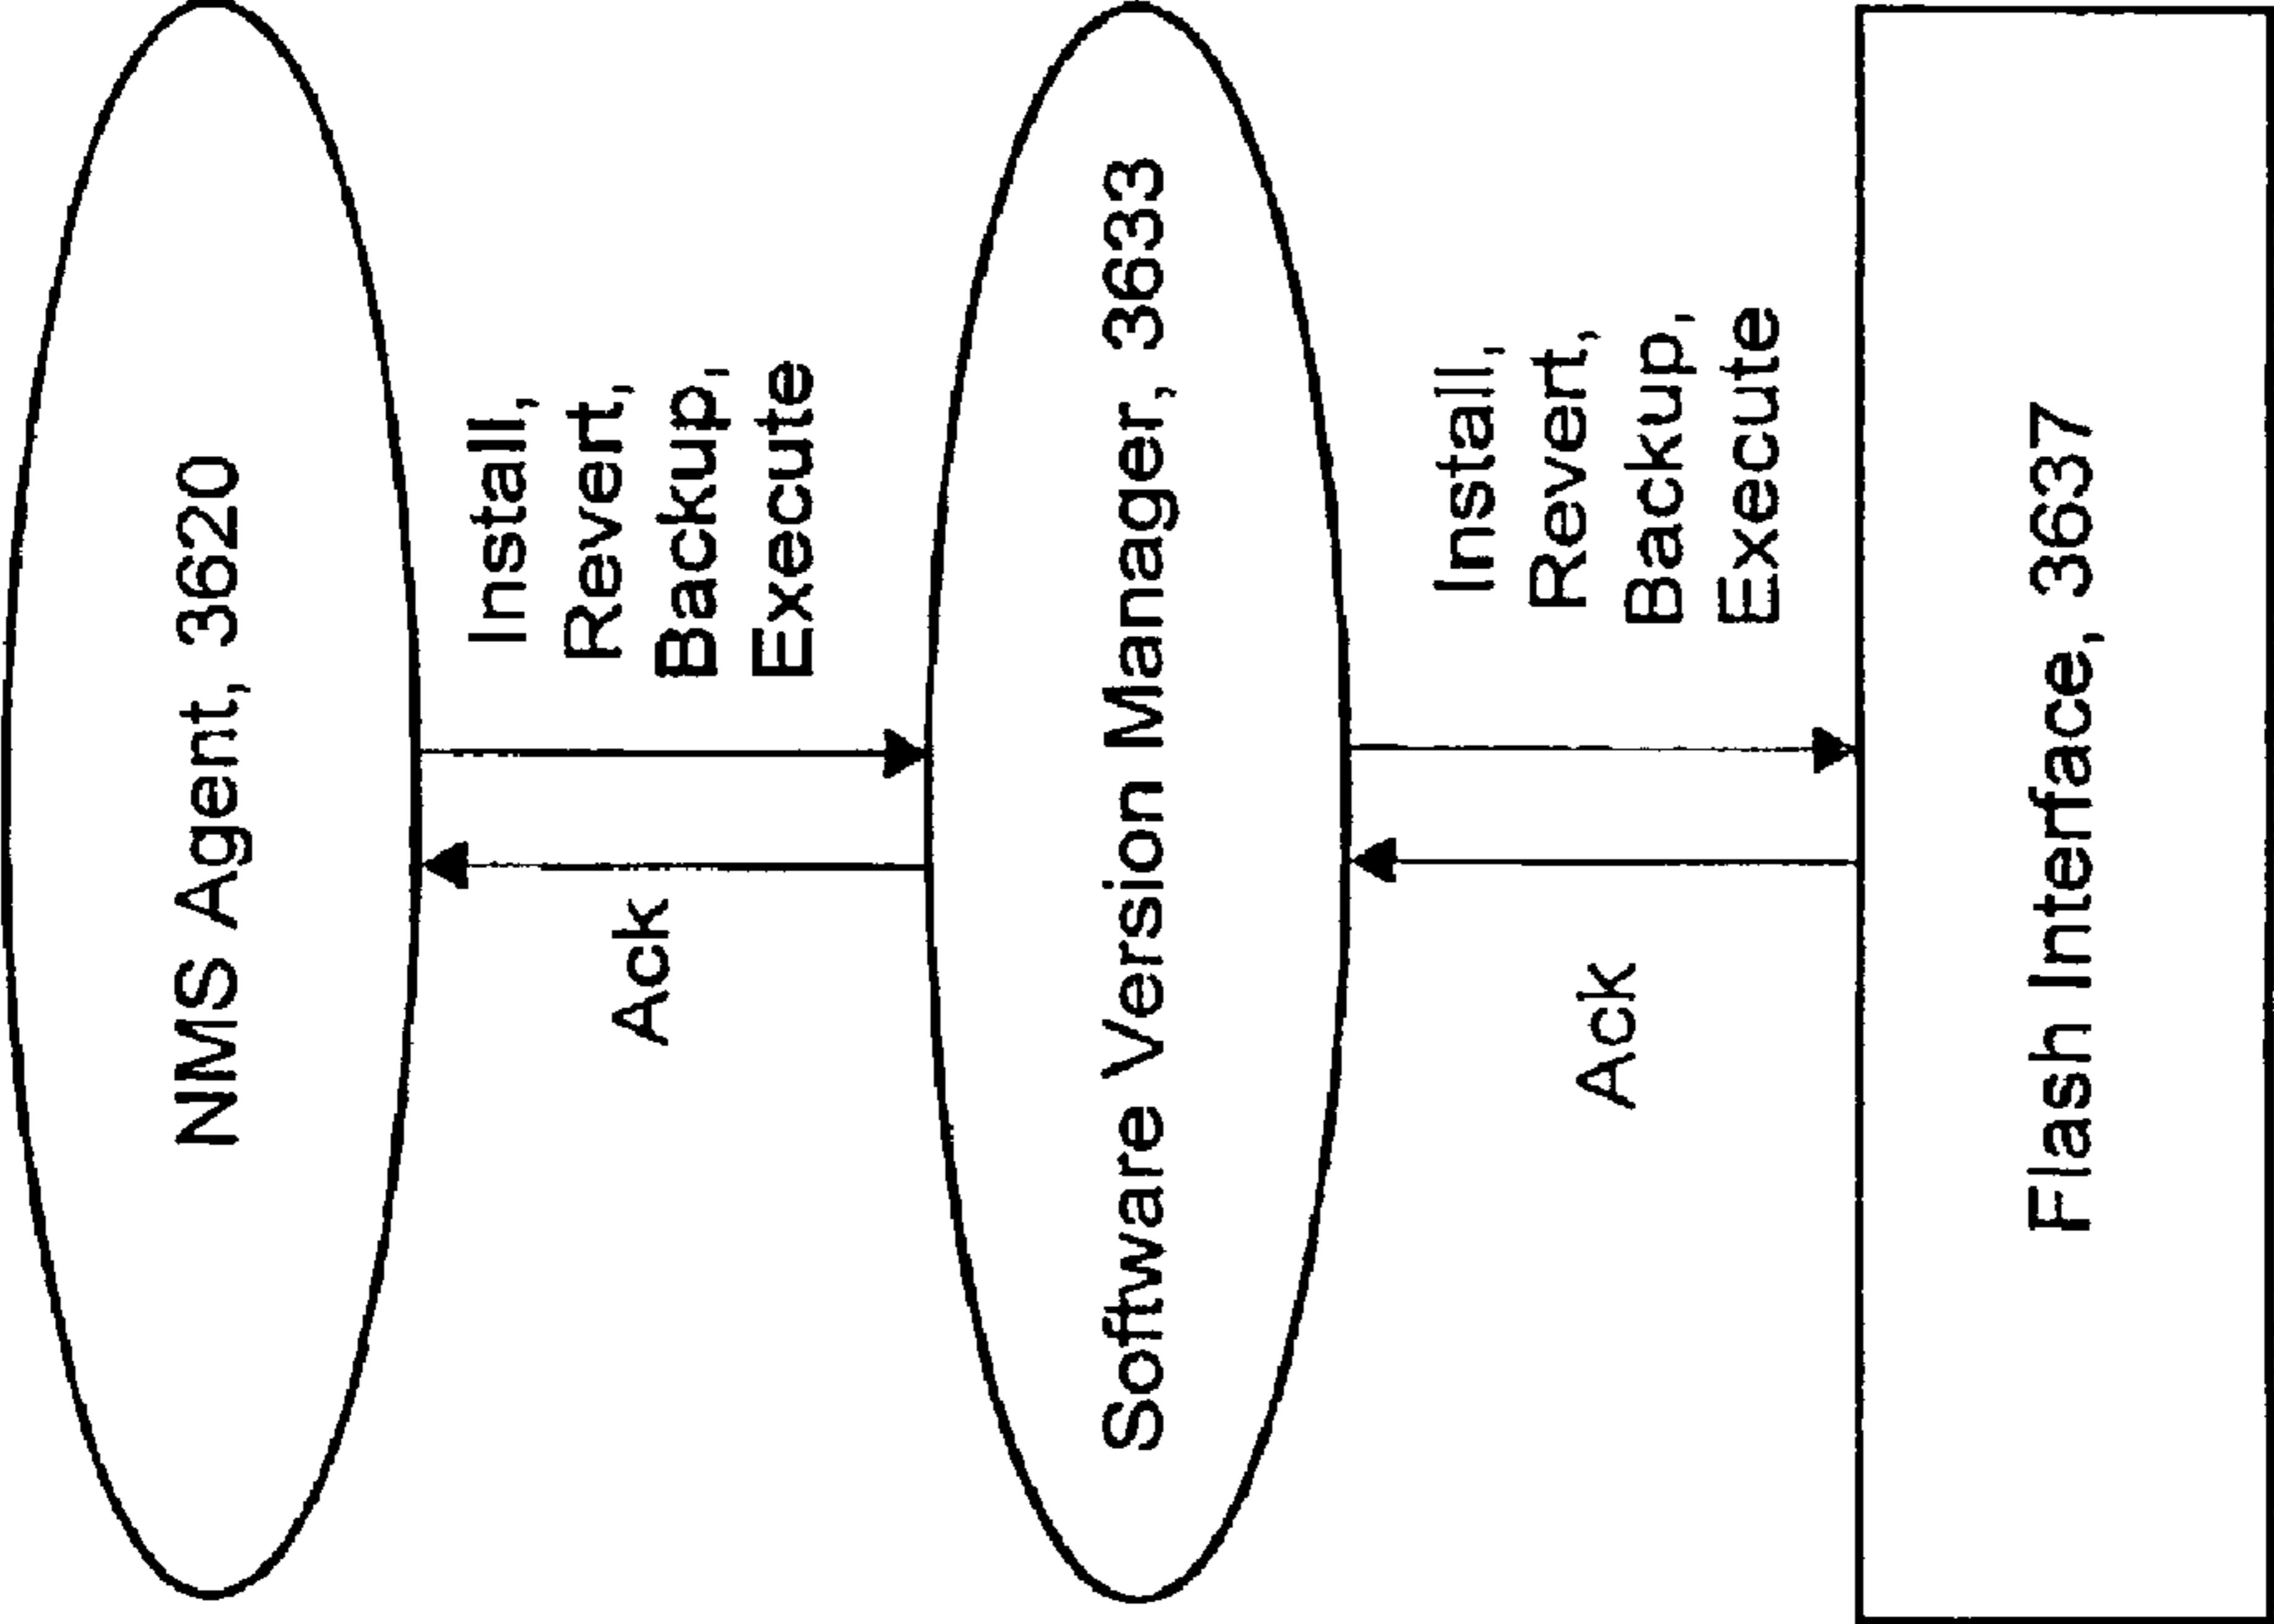 NMS Agent, 3620
Install,
Revert,
Backup,
Execute
Ack
Software Version Manager, 3633
Install,
Revert,
Backup,
Execute
Ack
Flash Interface, 3637